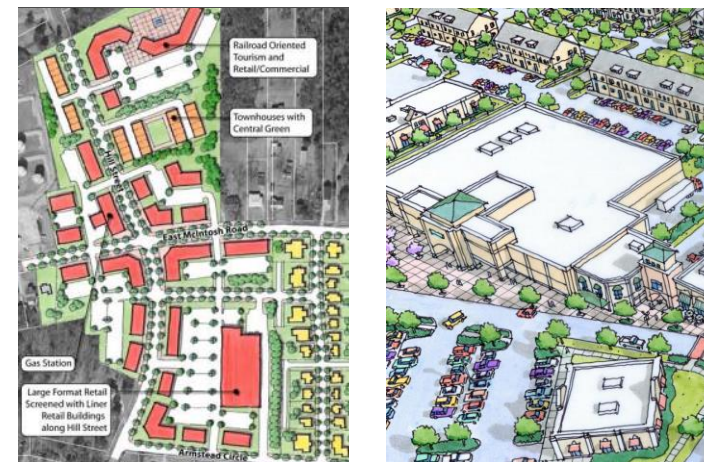 Railroad Oriented
Tourism and
Retail/Commercial
Townhouses with
Central Green
Hill Street
East McIntosh Road
Gas Station
Large Format Retail
Screened with Liner
Retail Buildings
along Hill Street
Armstead Circle